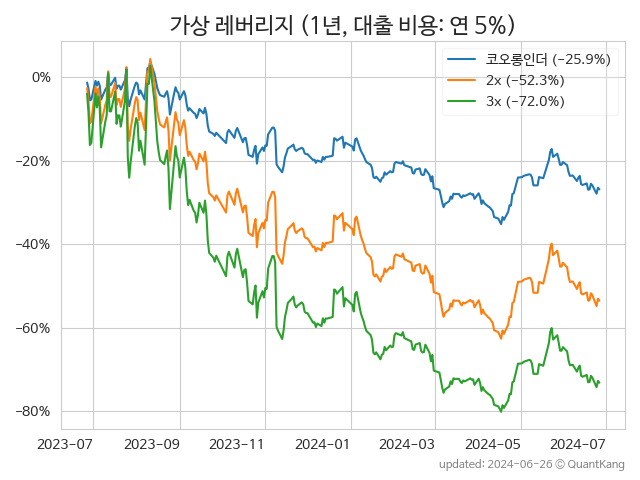 가상 레버리지 (1년, 대출 비용: 연 5%)
코오롱인더 (−25.9%)
2x (−52.3%)
3x (−72.0%)
0%
−20%
−40%
−60%
−80%
2023-07 2023-09 2023-11 2024-01 2024-03 2024-05 2024-07
updated: 2024-06-26 © QuantKang